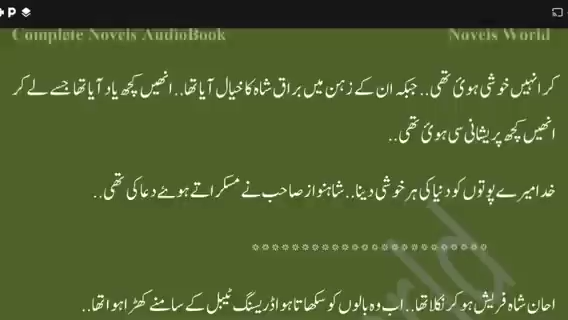 Complete Novels AudioBook Novels World
کر انہیں خوشی ہوئ تھی.. جبکہ ان کے زہن میں براق شاہ کا خیال آیا تھا.. انھیں کچھ یاد آیا تھا جسے لے کر
انھیں کچھ پریشانی سی ہوئ تھی..
خدا میرے پوتوں کو دنیا کی ہر خوشی دینا.. شاہنواز صاحب نے مسکراتے ہوئے دعا کی تھی..
☼☼☼☼☼☼☼☼☼☼☼☼☼☼☼☼☼☼☼☼☼☼☼☼
احان شاہ فریش ہو کر نکلا تھا.. اب وہ بالوں کو سکھاتا ہوا ڈریسنگ ٹیبل کے سامنے کھڑا ہوا تھا..